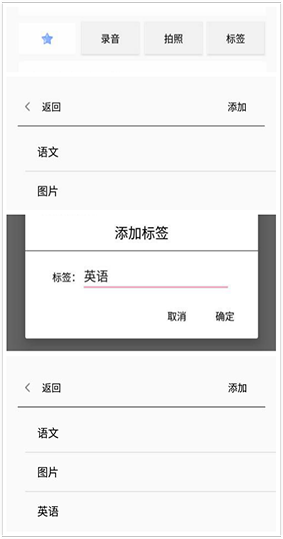 录音 拍照 标签
返回 添加
语文
图片
添加标签
标签: 英语
取消 确定
返回 添加
语文
图片
英语